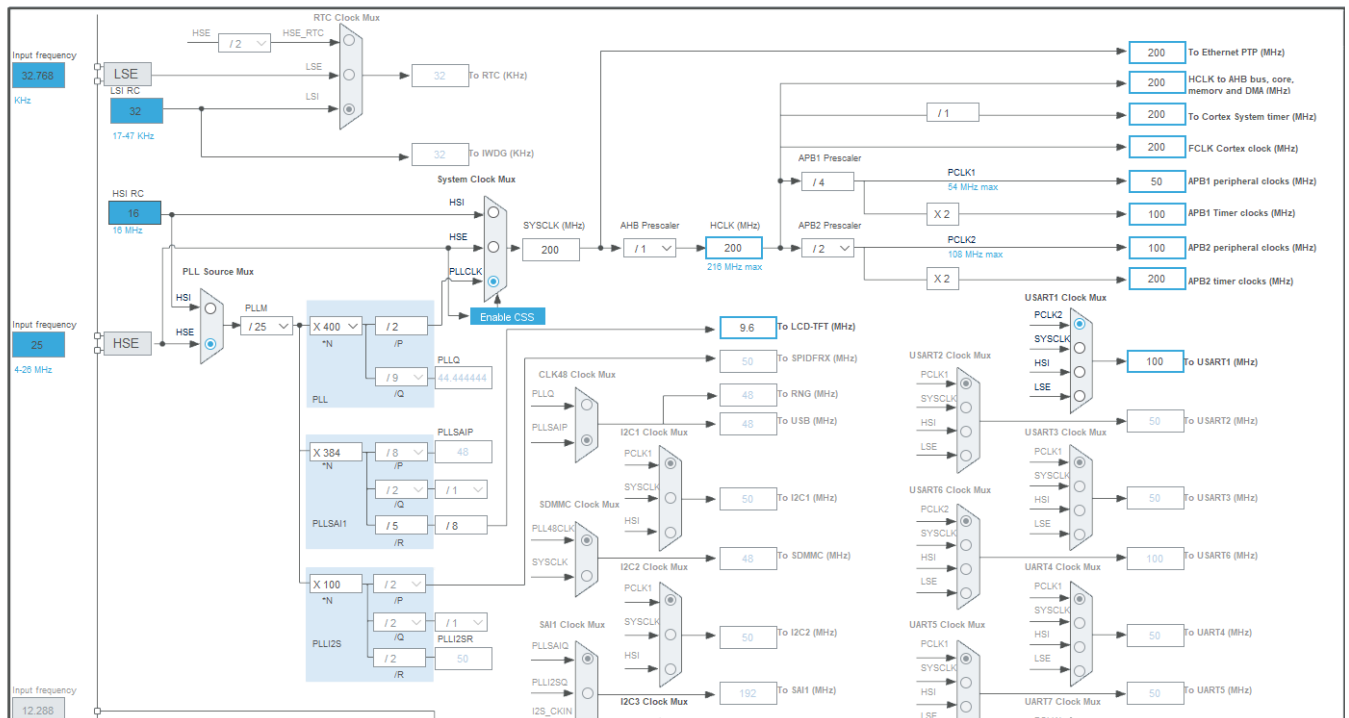 RTC Clock Mux
HSE
/ 2
HSE_RTC
Input frequency
32.768
KHz
LSE
LSE
32
To RTC (KHz)
LSI RC
32
17-47 KHz
LSI
32
To IWDG (KHz)
200
To Ethernet PTP (MHz)
200
HCLK to AHB bus, core,
memory and DMA (MHz)
/ 1
200
To Cortex System timer (MHz)
200
FCLK Cortex clock (MHz)
System Clock Mux
HSI RC
16
16 MHz
HSI
HSE
PLLCLK
SYSCLK (MHz)
200
AHB Prescaler
/ 1
HCLK (MHz)
200
216 MHz max
APB1 Prescaler
/ 4
PCLK1
54 MHz max
50
APB1 peripheral clocks (MHz)
X 2
100
APB1 Timer clocks (MHz)
APB2 Prescaler
/ 2
PCLK2
108 MHz max
100
APB2 peripheral clocks (MHz)
X 2
200
APB2 timer clocks (MHz)
Enable CSS
PLL Source Mux
HSI
HSE
Input frequency
25
4-26 MHz
HSE
PLLM
/ 25
X 400
*N
/ 2
/P
PLLQ
/ 9
44.444444
/Q
PLL
9.6
To LCD-TFT (MHz)
50
To SPIDFRX (MHz)
CLK48 Clock Mux
PLLQ
PLLSAIP
48
To RNG (MHz)
48
To USB (MHz)
PLLSAIP
X 384
*N
/ 8
48
/P
/ 2
/ 1
/Q
PLLSAI1
/ 5
/ 8
/R
I2C1 Clock Mux
PCLK1
SYSCLK
HSI
50
To I2C1 (MHz)
SDMMC Clock Mux
PLL48CLK
SYSCLK
48
To SDMMC (MHz)
X 100
*N
/ 2
/P
/ 2
/ 1
/Q
PLLI2SR
PLLI2S
/ 2
50
/R
I2C2 Clock Mux
PCLK1
SYSCLK
HSI
50
To I2C2 (MHz)
SAI1 Clock Mux
PLLSAIQ
PLLI2SQ
I2S_CKIN
192
To SAI1 (MHz)
I2C3 Clock Mux
USART1 Clock Mux
PCLK2
SYSCLK
HSI
LSE
100
To USART1 (MHz)
USART2 Clock Mux
PCLK1
SYSCLK
HSI
LSE
50
To USART2 (MHz)
USART3 Clock Mux
PCLK1
SYSCLK
HSI
LSE
50
To USART3 (MHz)
USART6 Clock Mux
PCLK2
SYSCLK
HSI
LSE
100
To USART6 (MHz)
UART4 Clock Mux
PCLK1
SYSCLK
HSI
LSE
50
To UART4 (MHz)
UART5 Clock Mux
PCLK1
SYSCLK
HSI
LSE
50
To UART5 (MHz)
UART7 Clock Mux
Input frequency
12.288